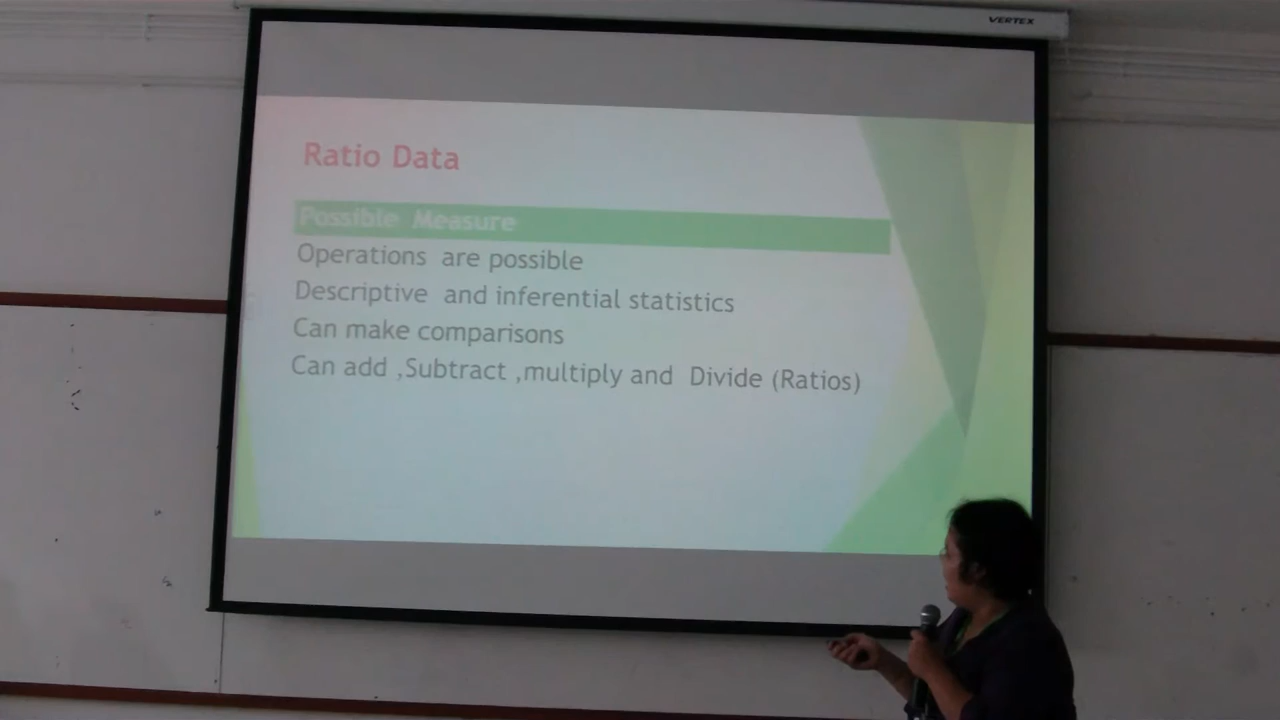 VERTEX
Ratio Data
Possible Measure
Operations are possible
Descriptive and inferential statistics
Can make comparisons
Can add ,Subtract ,multiply and Divide (Ratios)